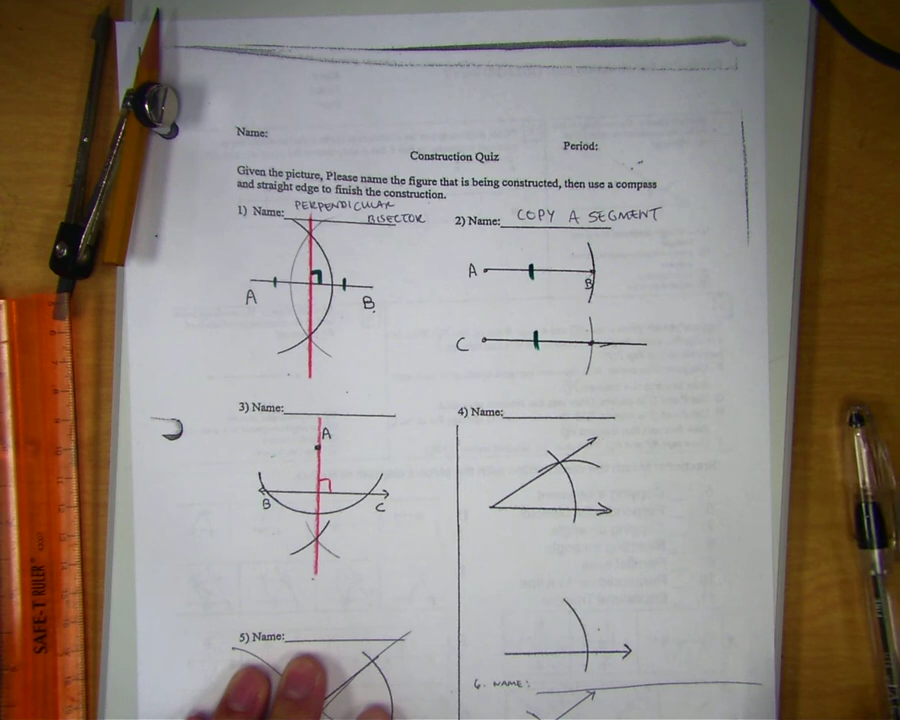 Name:
Period:
Construction Quiz
Given the picture, Please name the figure that is being constructed, then use a compass
and straight edge to finish the construction.
1) Name: PERPENDICULAR
BISECTOR
2) Name: COPY A SEGMENT
A
B
A
B.
C
3) Name:
4) Name:
A
B
C
SAFE-T RULER
5) Name:
6. NAME: